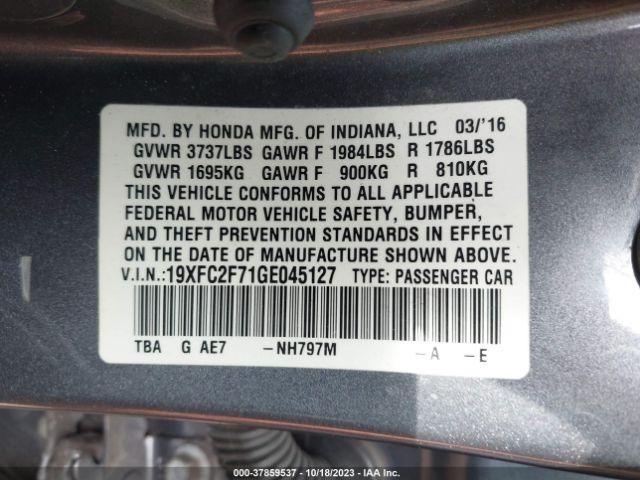 MFD. BY HONDA MFG. OF INDIANA, LLC 03/'16
GVWR 3737LBS GAWR F 1984LBS R 1786LBS
GVWR 1695KG GAWR F 900KG R 810KG
THIS VEHICLE CONFORMS TO ALL APPLICABLE
FEDERAL MOTOR VEHICLE SAFETY, BUMPER,
AND THEFT PREVENTION STANDARDS IN EFFECT
ON THE DATE OF MANUFACTURE SHOWN ABOVE.
V.I.N.:19XFC2F71GE045127 TYPE: PASSENGER CAR
TBA G AE7 -NH797M -A -E
000-37859537 - 10/18/2023 - IAA Inc.